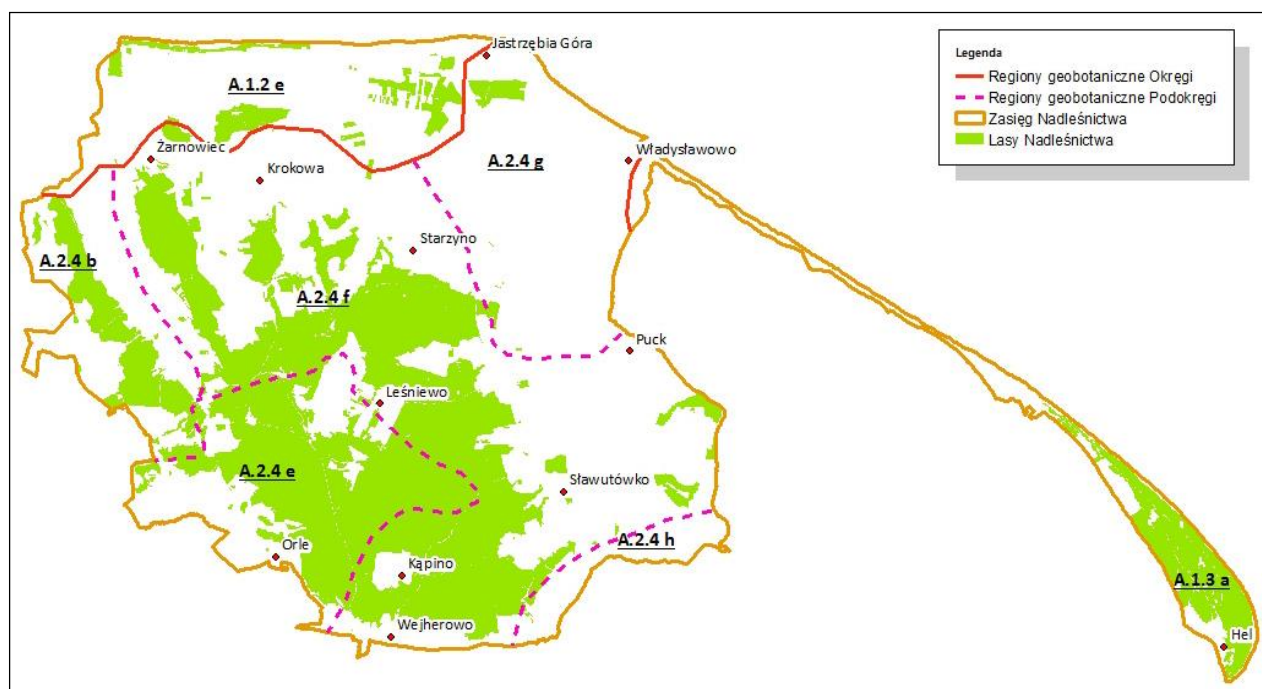 Jastrzębia Góra
Legenda
Regiony geobotaniczne Okręgi
Regiony geobotaniczne Podokręgi
Zasięg Nadleśnictwa
Lasy Nadleśnictwa
A.1.2 e
Żarnowiec
Krokowa
A.2.4 g
Władysławowo
Starzyno
A.2.4 b
A.2.4 f
Puck
Leśniewo
A.2.4 e
Sławutówko
A.2.4 h
Orle
Kąpino
A.1.3 a
Wejherowo
Hel